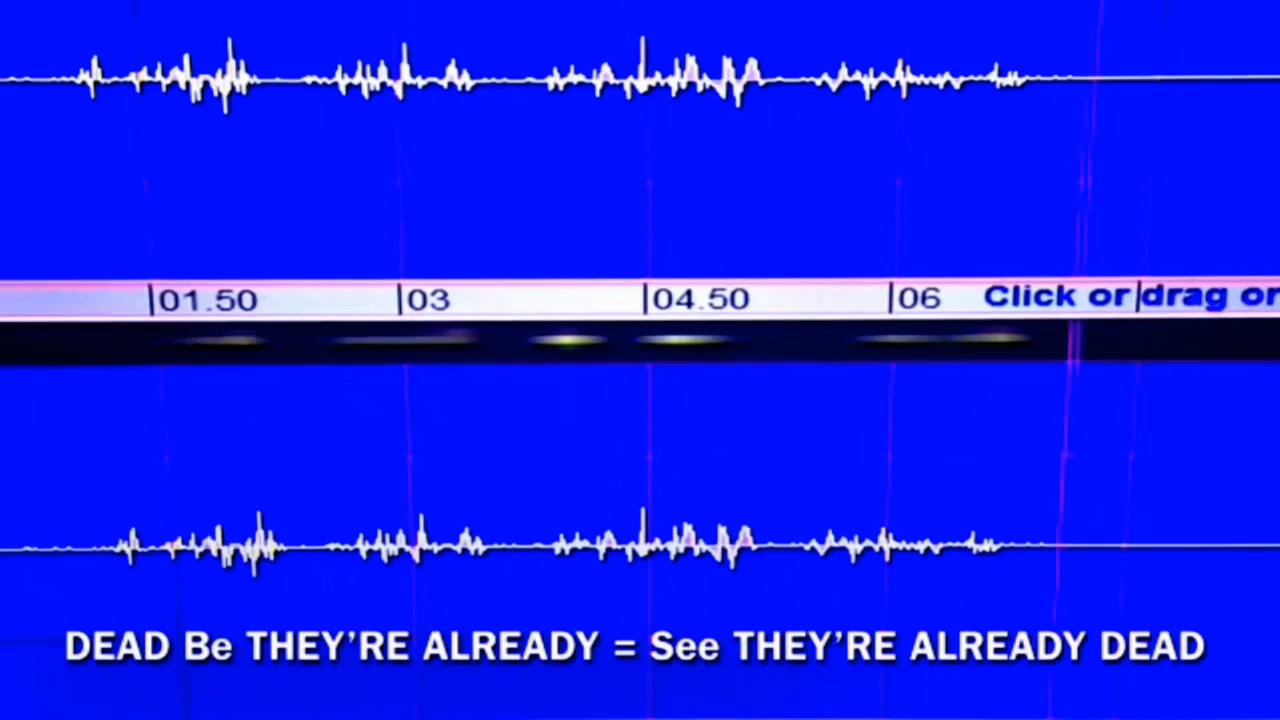 01.50 03 04.50 06 Click or drag or
DEAD Be THEY'RE ALREADY = See THEY'RE ALREADY DEAD